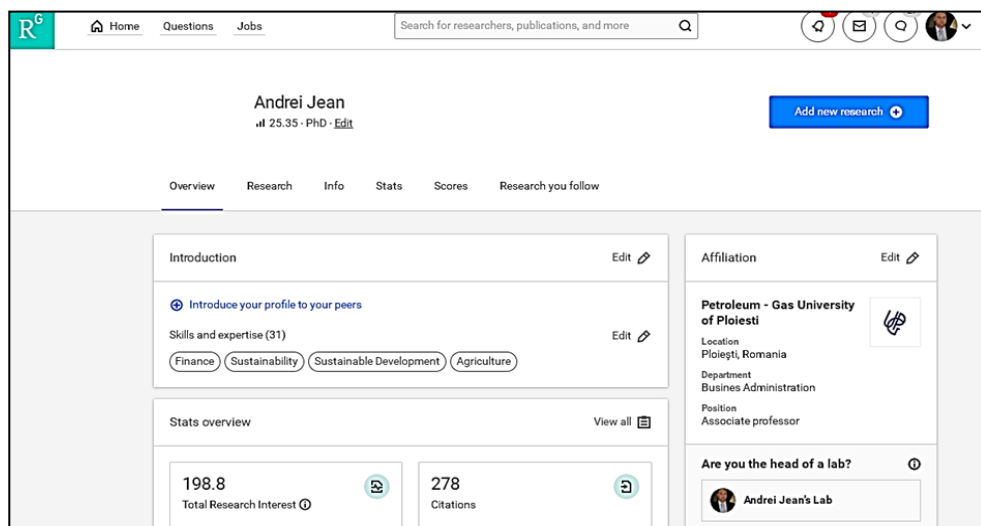 RG
Home Questions Jobs
Search for researchers, publications, and more
Andrei Jean
25.35 · PhD · Edit
Add new research
Overview Research Info Stats Scores Research you follow
Introduction Edit
Introduce your profile to your peers
Skills and expertise (31) Edit
Finance Sustainability Sustainable Development Agriculture
Stats overview View all
198.8
Total Research Interest
278
Citations
Affiliation Edit
Petroleum - Gas University
of Ploiesti
Location
Ploiești, Romania
Department
Busines Administration
Position
Associate professor
Are you the head of a lab?
Andrei Jean's Lab